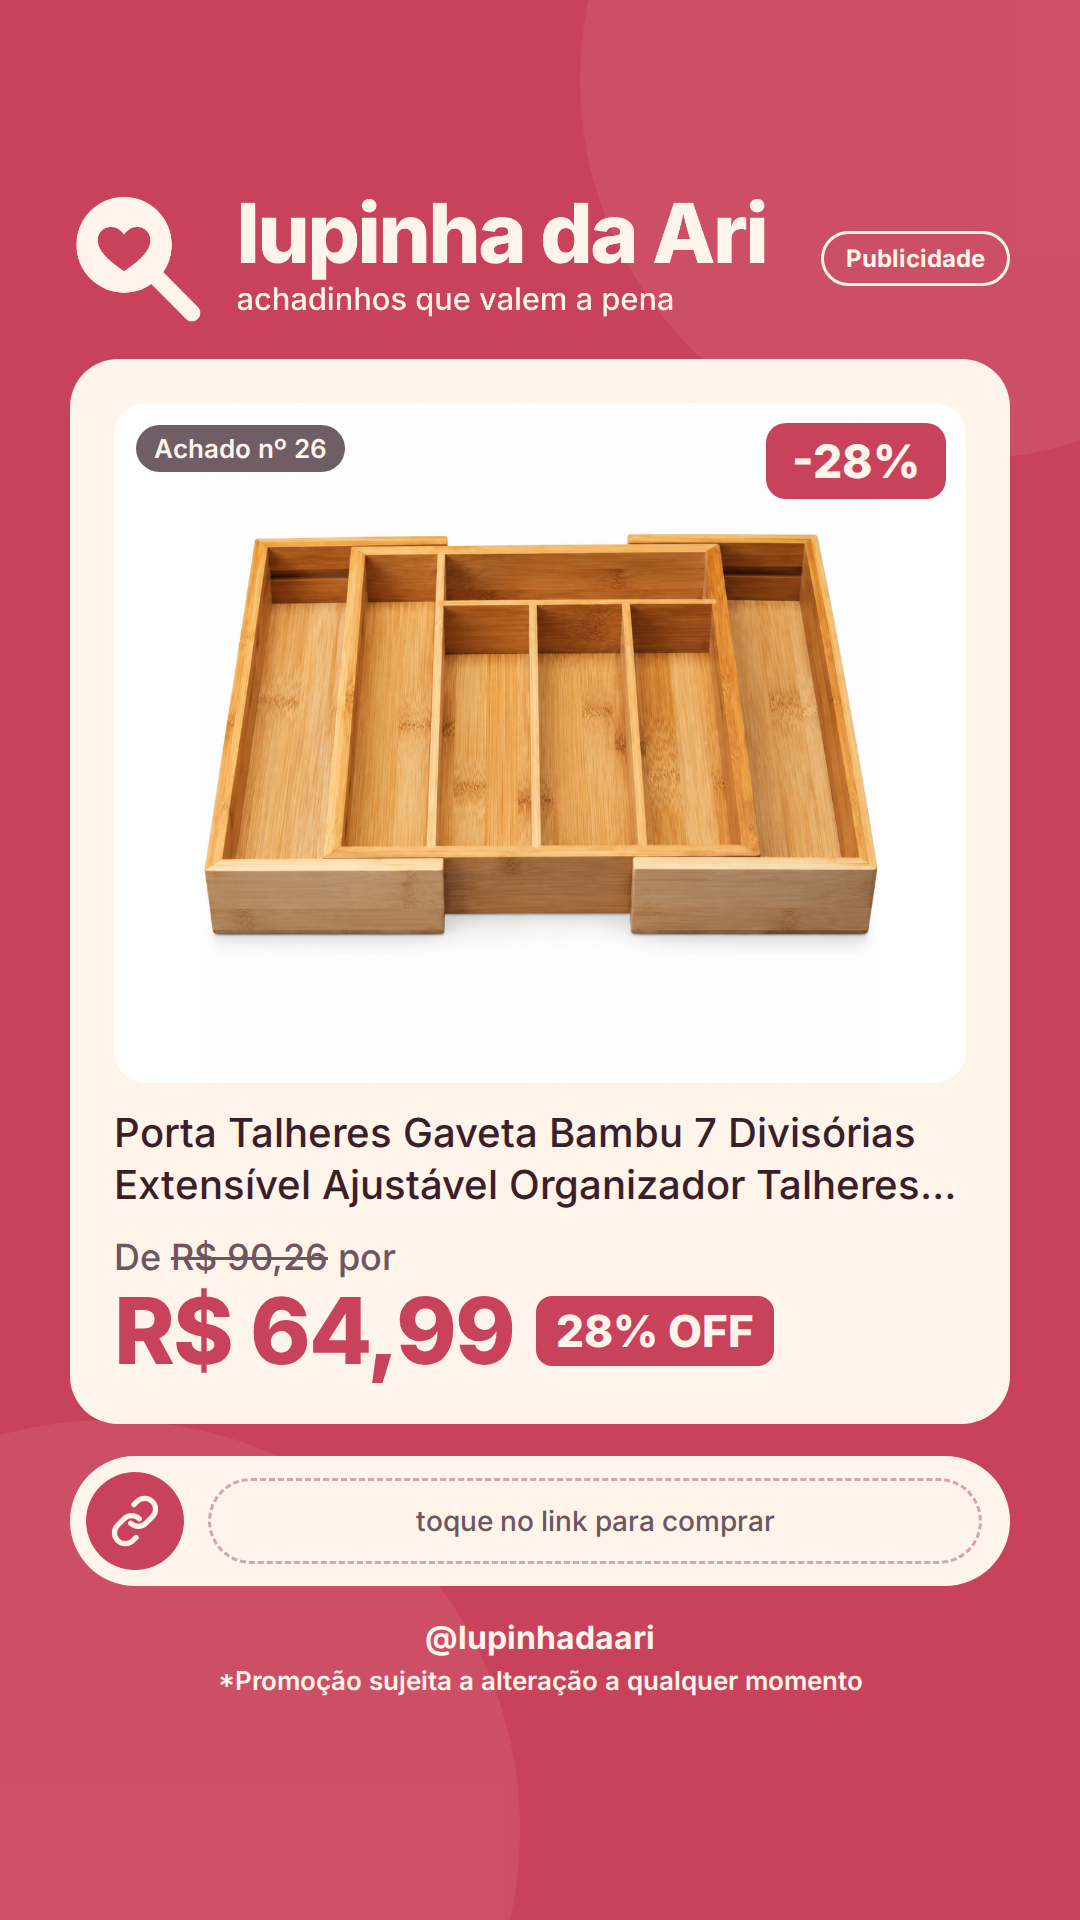 lupinha da Ari
achadinhos que valem a pena
Publicidade
Achado nº 26
-28%
Porta Talheres Gaveta Bambu 7 Divisórias
Extensível Ajustável Organizador Talheres...
De R$ 90,26 por
R$ 64,99
28% OFF
toque no link para comprar
@lupinhadaari
*Promoção sujeita a alteração a qualquer momento